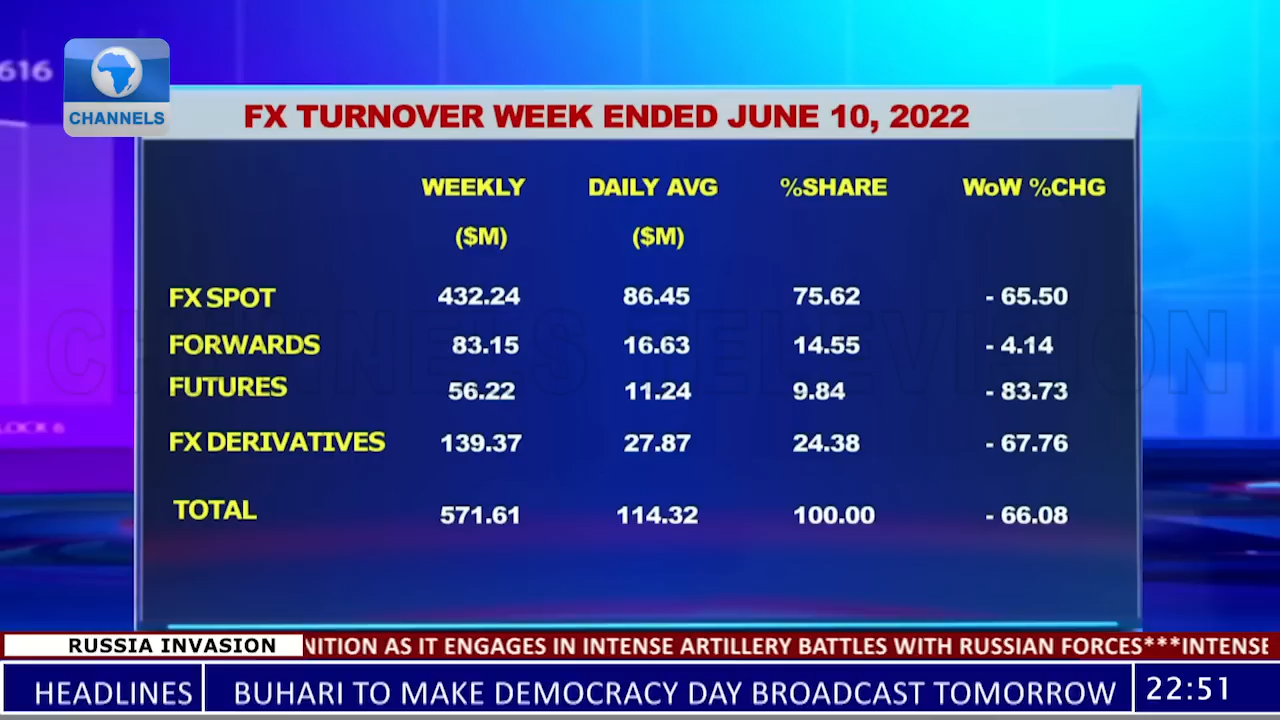 616
CHANNELS
FX TURNOVER WEEK ENDED JUNE 10, 2022
WEEKLY DAILY AVG %SHARE WoW %CHG
($M) ($M)
FX SPOT 432.24 86.45 75.62 - 65.50
FORWARDS 83.15 16.63 14.55 - 4.14
FUTURES 56.22 11.24 9.84 - 83.73
FX DERIVATIVES 139.37 27.87 24.38 - 67.76
TOTAL 571.61 114.32 100.00 - 66.08
CHANNELS TELEVISION
RUSSIA INVASION NITION AS IT ENGAGES IN INTENSE ARTILLERY BATTLES WITH RUSSIAN FORCES***INTENSE
HEADLINES BUHARI TO MAKE DEMOCRACY DAY BROADCAST TOMORROW 22:51